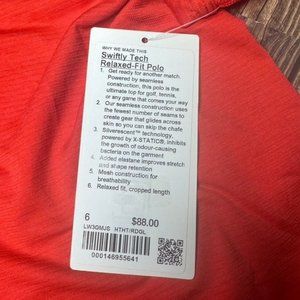 WHY WE MADE THIS
Swiftly Tech
Relaxed-Fit Polo
1. Get ready for another match.
Powered by seamless
construction, this polo is the
ultimate top for golf, tennis,
or any game that comes your way
2. Our seamless construction uses
the fewest number of seams to
create gear that glides across
skin so you can skip the chafe
3. Silverescent™ technology,
powered by X-STATIC®, inhibits
the growth of odour-causing
bacteria on the garment
4. Added elastane improves stretch
and shape retention
5. Mesh construction for
breathability
6. Relaxed fit, cropped length
6 $88.00
LW3GMJS HTHT/RDGL
000146955641